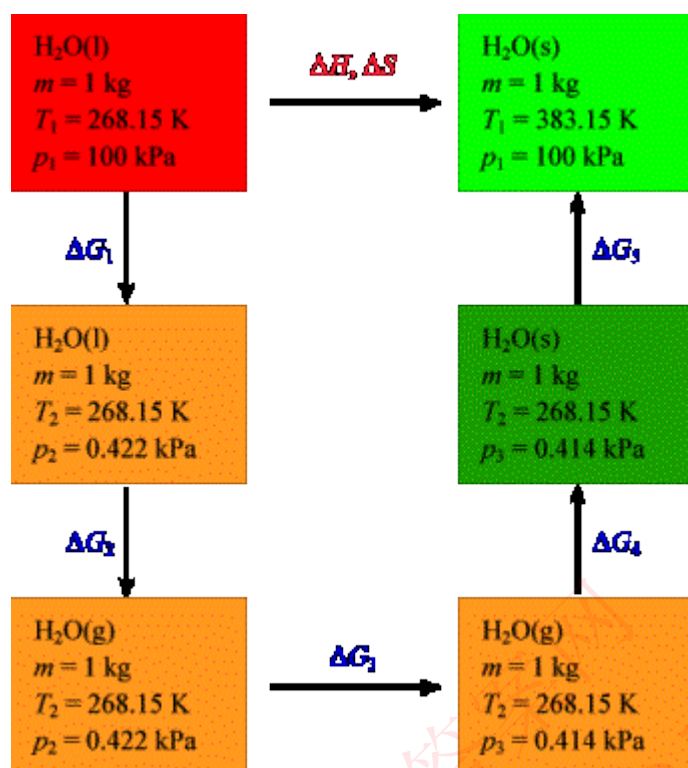 H₂O(l)
m = 1 kg
T₁ = 268.15 K
p₁ = 100 kPa
ΔH, ΔS
H₂O(s)
m = 1 kg
T₁ = 383.15 K
p₁ = 100 kPa
ΔG₁
ΔG₅
H₂O(l)
m = 1 kg
T₂ = 268.15 K
p₂ = 0.422 kPa
H₂O(s)
m = 1 kg
T₂ = 268.15 K
p₃ = 0.414 kPa
ΔG₂
ΔG₄
H₂O(g)
m = 1 kg
T₂ = 268.15 K
p₂ = 0.422 kPa
ΔG₃
H₂O(g)
m = 1 kg
T₂ = 268.15 K
p₃ = 0.414 kPa